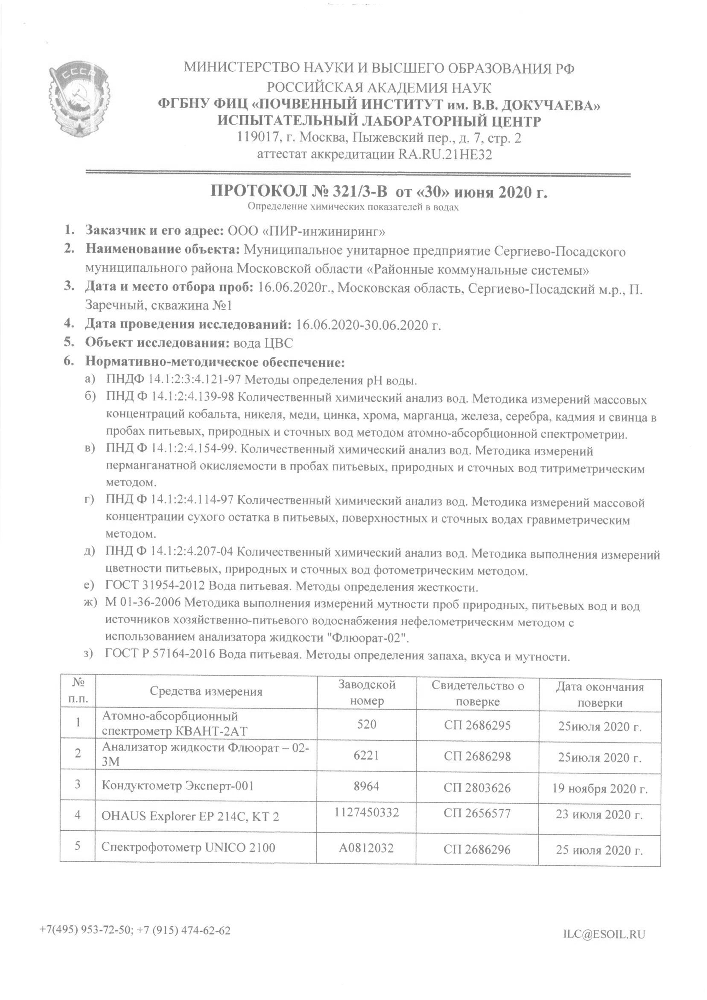 СССР
МИНИСТЕРСТВО НАУКИ И ВЫСШЕГО ОБРАЗОВАНИЯ РФ
РОССИЙСКАЯ АКАДЕМИЯ НАУК
ФГБНУ ФИЦ «ПОЧВЕННЫЙ ИНСТИТУТ им. В.В. ДОКУЧАЕВА»
ИСПЫТАТЕЛЬНЫЙ ЛАБОРАТОРНЫЙ ЦЕНТР
119017, г. Москва, Пыжевский пер., д. 7, стр. 2
аттестат аккредитации RA.RU.21НЕ32
ПРОТОКОЛ № 321/3-В от «30» июня 2020 г.
Определение химических показателей в водах
1. Заказчик и его адрес: ООО «ПИР-инжиниринг»
2. Наименование объекта: Муниципальное унитарное предприятие Сергиево-Посадского
муниципального района Московской области «Районные коммунальные системы»
3. Дата и место отбора проб: 16.06.2020г., Московская область, Сергиево-Посадский м.р., П.
Заречный, скважина №1
4. Дата проведения исследований: 16.06.2020-30.06.2020 г.
5. Объект исследования: вода ЦВС
6. Нормативно-методическое обеспечение:
а) ПНДФ 14.1:2:3:4.121-97 Методы определения pH воды.
б) ПНД Ф 14.1:2:4.139-98 Количественный химический анализ вод. Методика измерений массовых
концентраций кобальта, никеля, меди, цинка, хрома, марганца, железа, серебра, кадмия и свинца в
пробах питьевых, природных и сточных вод методом атомно-абсорбционной спектрометрии.
в) ПНД Ф 14.1:2:4.154-99. Количественный химический анализ вод. Методика измерений
перманганатной окисляемости в пробах питьевых, природных и сточных вод титриметрическим
методом.
г) ПНД Ф 14.1:2:4.114-97 Количественный химический анализ вод. Методика измерений массовой
концентрации сухого остатка в питьевых, поверхностных и сточных водах гравиметрическим
методом.
д) ПНД Ф 14.1:2:4.207-04 Количественный химический анализ вод. Методика выполнения измерений
цветности питьевых, природных и сточных вод фотометрическим методом.
е) ГОСТ 31954-2012 Вода питьевая. Методы определения жесткости.
ж) М 01-36-2006 Методика выполнения измерений мутности проб природных, питьевых вод и вод
источников хозяйственно-питьевого водоснабжения нефелометрическим методом с
использованием анализатора жидкости "Флюорат-02".
з) ГОСТ Р 57164-2016 Вода питьевая. Методы определения запаха, вкуса и мутности.
№ п.п. Средства измерения Заводской номер Свидетельство о поверке Дата окончания поверки
1 Атомно-абсорбционный спектрометр КВАНТ-2АТ 520 СП 2686295 25июля 2020 г.
2 Анализатор жидкости Флюорат – 02-3М 6221 СП 2686298 25июля 2020 г.
3 Кондуктометр Эксперт-001 8964 СП 2803626 19 ноября 2020 г.
4 OHAUS Explorer EP 214C, КТ 2 1127450332 СП 2656577 23 июля 2020 г.
5 Спектрофотометр UNICO 2100 A0812032 СП 2686296 25 июля 2020 г.
+7(495) 953-72-50; +7 (915) 474-62-62
ILC@ESOIL.RU